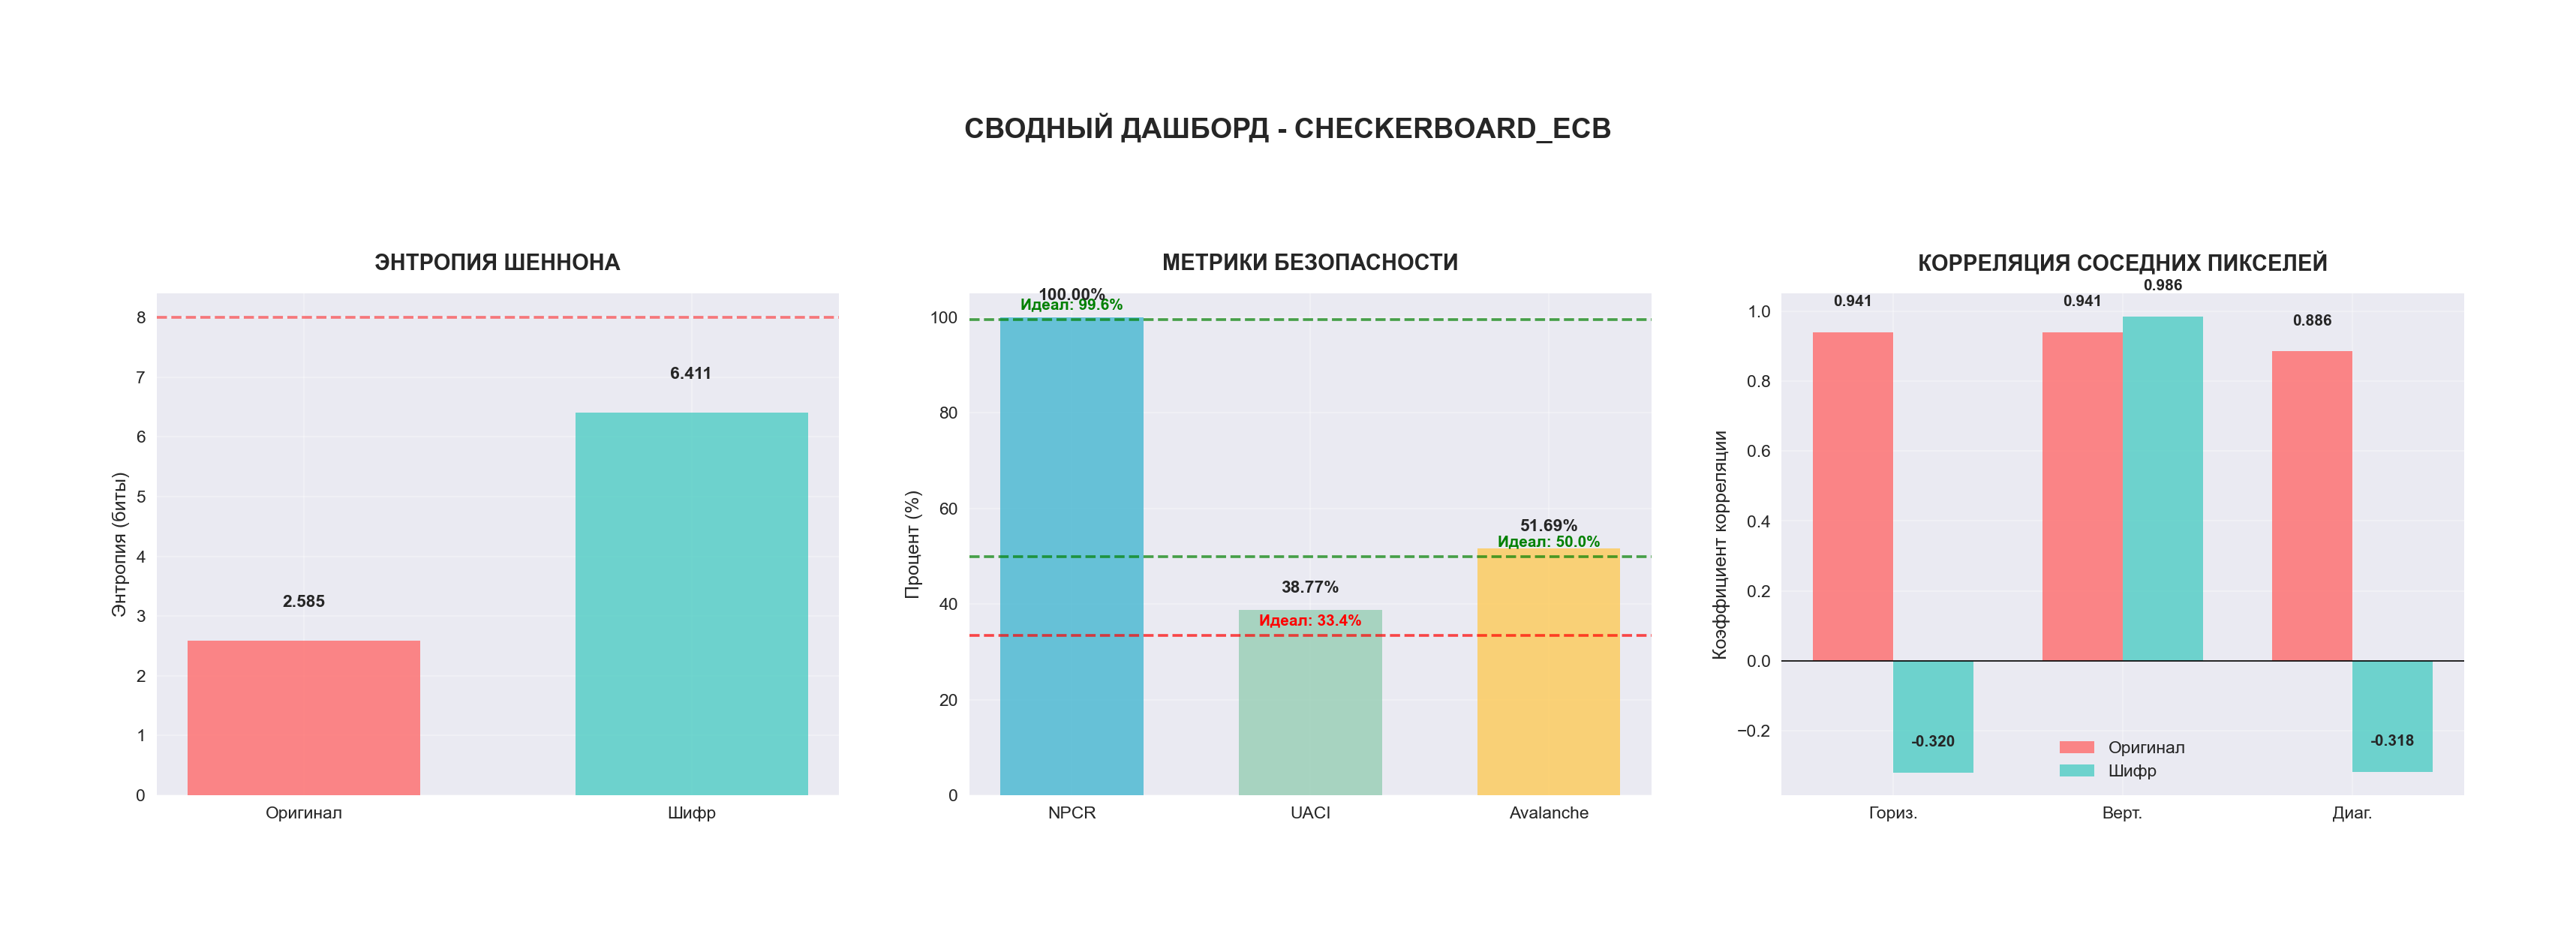 СВОДНЫЙ ДАШБОРД - CHECKERBOARD_ECB
ЭНТРОПИЯ ШЕННОНА
Энтропия (биты)
8
7
6
5
4
3
2
1
0
2.585
6.411
Оригинал
Шифр
МЕТРИКИ БЕЗОПАСНОСТИ
Процент (%)
100
80
60
40
20
0
100.00%
Идеал: 99.6%
38.77%
Идеал: 33.4%
51.69%
Идеал: 50.0%
NPCR
UACI
Avalanche
КОРРЕЛЯЦИЯ СОСЕДНИХ ПИКСЕЛЕЙ
Коэффициент корреляции
1.0
0.8
0.6
0.4
0.2
0.0
−0.2
0.941
0.941
0.986
0.886
-0.320
-0.318
Оригинал
Шифр
Гориз.
Верт.
Диаг.